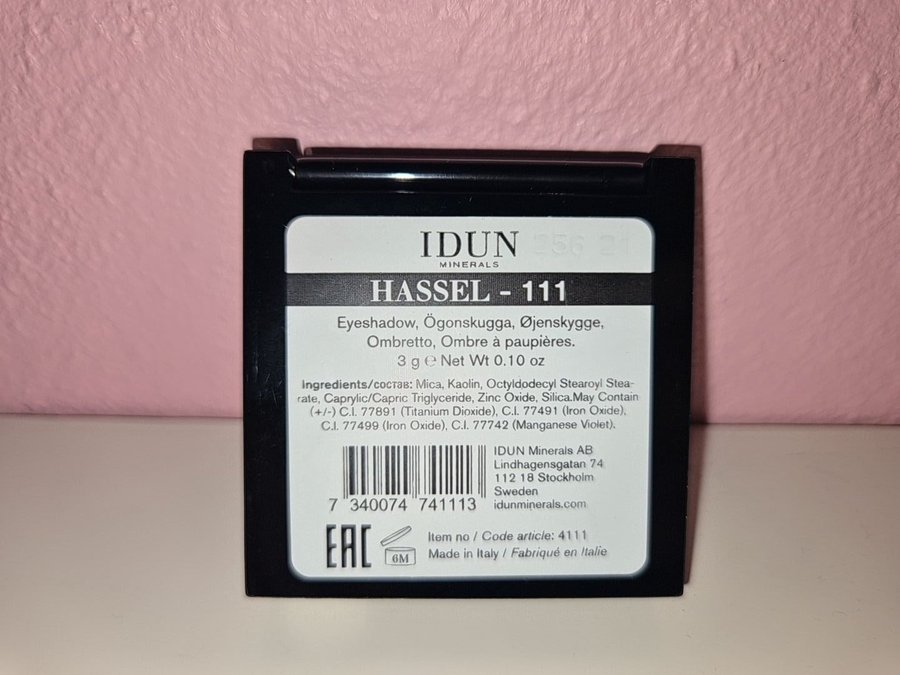 IDUN
MINERALS
256 21
HASSEL - 111
Eyeshadow, Ögonskugga, Øjenskygge,
Ombretto, Ombre à paupières.
3 g ℮ Net Wt 0.10 oz
Ingredients/состав: Mica, Kaolin, Octyldodecyl Stearoyl Stea-
rate, Caprylic/Capric Triglyceride, Zinc Oxide, Silica.May Contain
(+/-) C.I. 77891 (Titanium Dioxide), C.I. 77491 (Iron Oxide),
C.I. 77499 (Iron Oxide), C.I. 77742 (Manganese Violet).
IDUN Minerals AB
Lindhagensgatan 74
112 18 Stockholm
Sweden
idunminerals.com
7 340074 741113
EAC
6M
Item no / Code article: 4111
Made in Italy / Fabriqué en Italie